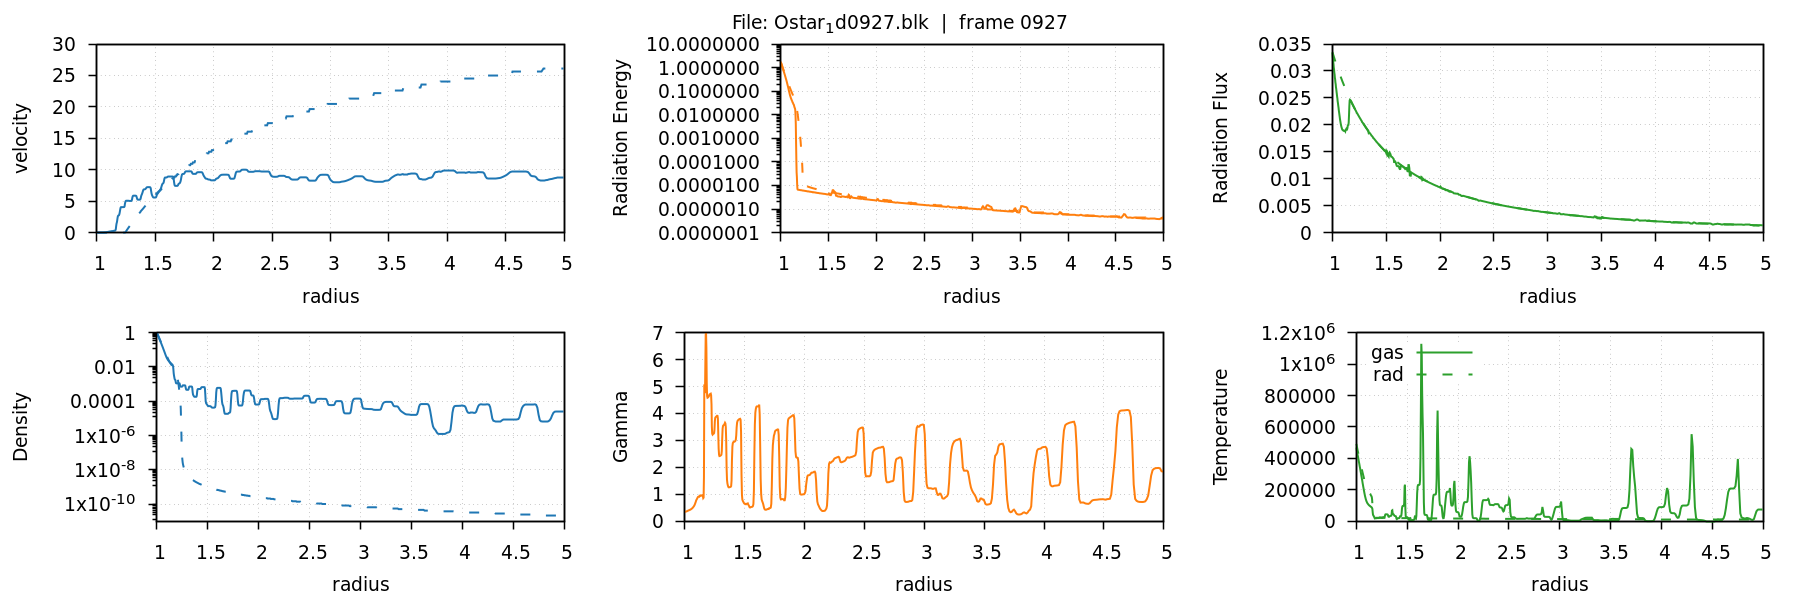 File: Ostar₁d0927.blk | frame 0927
velocity
30
25
20
15
10
5
0
1 1.5 2 2.5 3 3.5 4 4.5 5
radius
Radiation Energy
10.0000000
1.0000000
0.1000000
0.0100000
0.0010000
0.0001000
0.0000100
0.0000010
0.0000001
1 1.5 2 2.5 3 3.5 4 4.5 5
radius
Radiation Flux
0.035
0.03
0.025
0.02
0.015
0.01
0.005
0
1 1.5 2 2.5 3 3.5 4 4.5 5
radius
Density
1
0.01
0.0001
1x10⁻⁶
1x10⁻⁸
1x10⁻¹⁰
1 1.5 2 2.5 3 3.5 4 4.5 5
radius
Gamma
7
6
5
4
3
2
1
0
1 1.5 2 2.5 3 3.5 4 4.5 5
radius
Temperature
1.2x10⁶
1x10⁶
800000
600000
400000
200000
0
gas
rad
1 1.5 2 2.5 3 3.5 4 4.5 5
radius